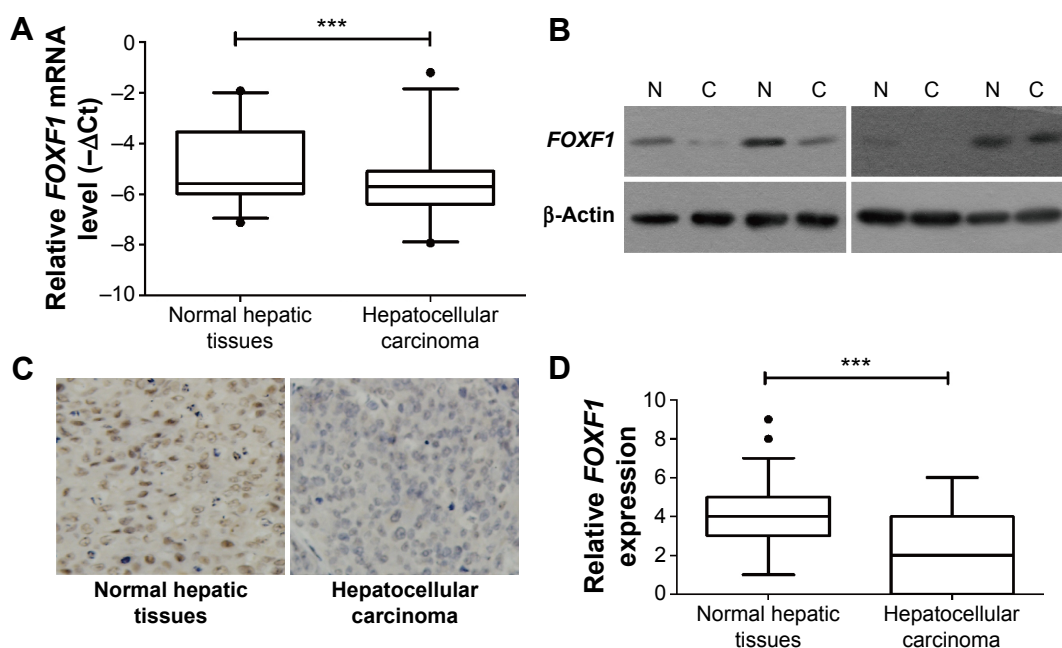 A
Relative FOXF1 mRNA
level (–ΔCt)
***
0
–2
–4
–6
–8
–10
Normal hepatic
tissues
Hepatocellular
carcinoma
B
N C N C N C N C
FOXF1
β-Actin
C
Normal hepatic
tissues
Hepatocellular
carcinoma
D
Relative FOXF1
expression
***
10
8
6
4
2
0
Normal hepatic
tissues
Hepatocellular
carcinoma